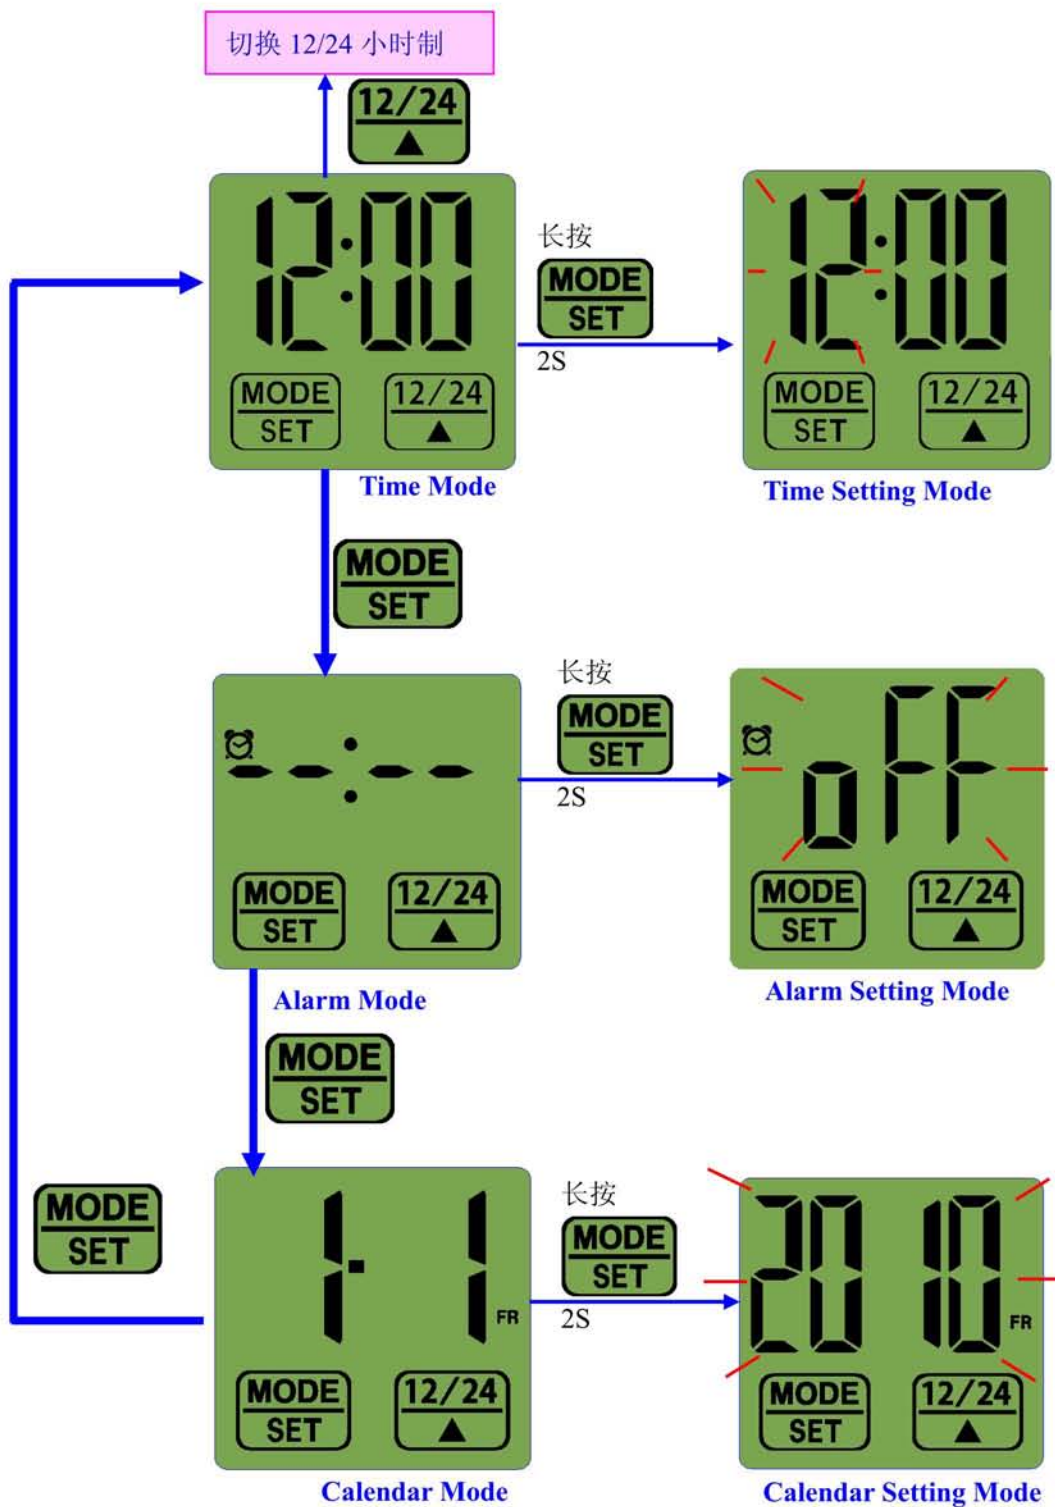 切换 12/24 小时制
12/24
▲
12:00
MODE
SET
12/24
▲
Time Mode
长按
MODE
SET
2S
12:00
MODE
SET
12/24
▲
Time Setting Mode
MODE
SET
--:--
MODE
SET
12/24
▲
Alarm Mode
长按
MODE
SET
2S
oFF
MODE
SET
12/24
▲
Alarm Setting Mode
MODE
SET
MODE
SET
1-1
FR
MODE
SET
12/24
▲
Calendar Mode
长按
MODE
SET
2S
20 10
FR
MODE
SET
12/24
▲
Calendar Setting Mode